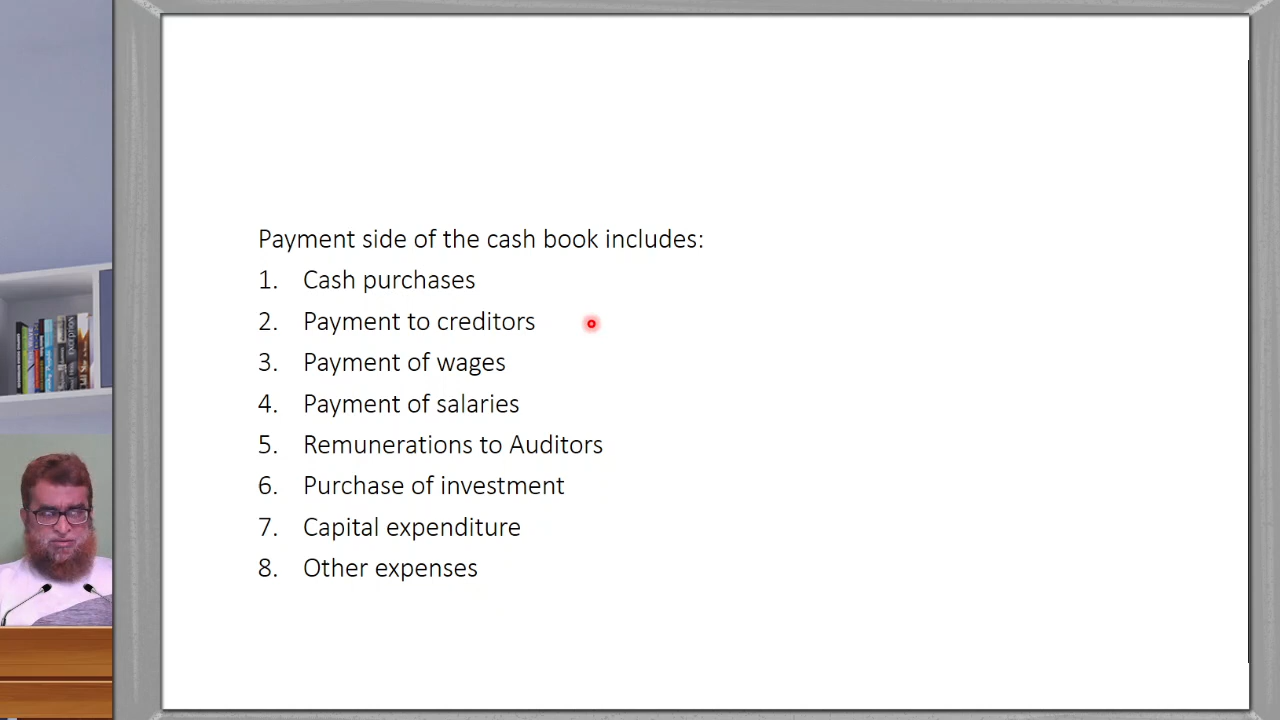 Payment side of the cash book includes:
1. Cash purchases
2. Payment to creditors
3. Payment of wages
4. Payment of salaries
5. Remunerations to Auditors
6. Purchase of investment
7. Capital expenditure
8. Other expenses